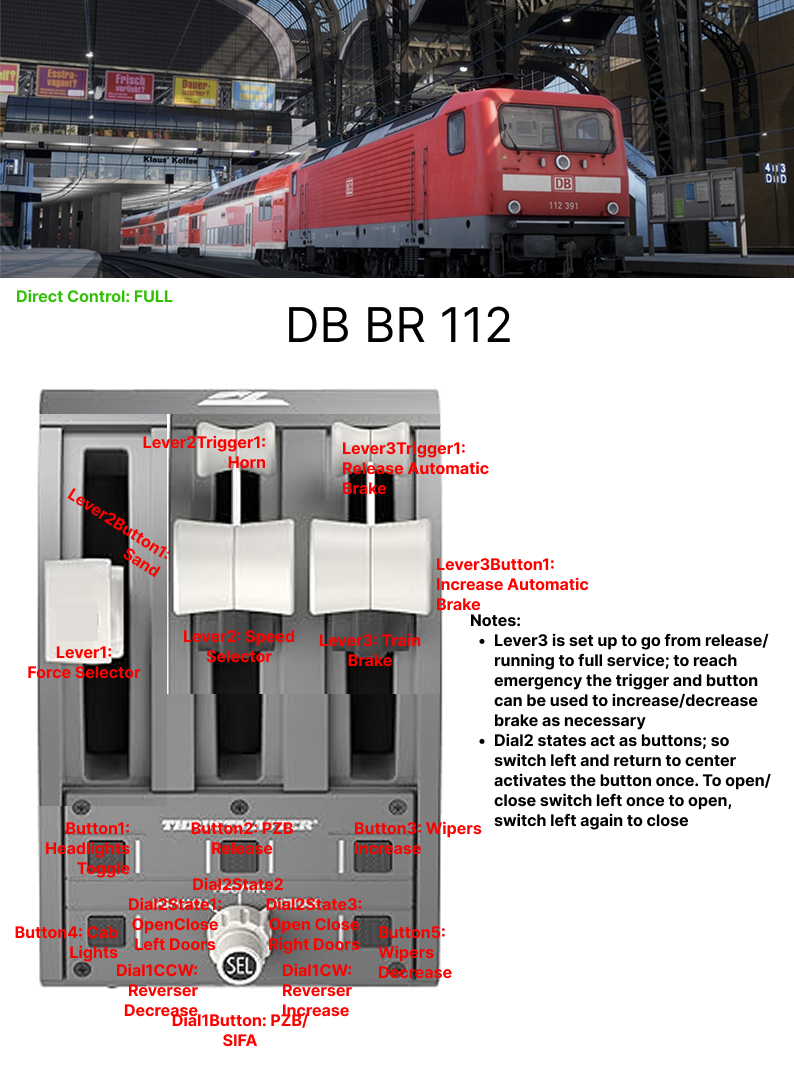 Esstra-
vagant?
Frisch
verliebt?
Dauer-
Klaus' Koffee
DB
112 391
Direct Control: FULL
DB BR 112
Lever2Trigger1:
Horn
Lever3Trigger1:
Release Automatic
Brake
Lever2Button1:
Sand
Lever3Button1:
Increase Automatic
Brake
Lever2: Speed
Selector
Lever3: Train
Brake
Lever1:
Force Selector
Notes:
• Lever3 is set up to go from release/
running to full service; to reach
emergency the trigger and button
can be used to increase/decrease
brake as necessary
• Dial2 states act as buttons; so
switch left and return to center
activates the button once. To open/
close switch left once to open,
switch left again to close
THRUSTMASTER
Button1:
Headlights
Toggle
Button2: PZB
Release
Button3: Wipers
Increase
Dial2State2
Dial2State1:
OpenClose
Left Doors
Dial2State3:
Open Close
Right Doors
Button4: Cab
Lights
Button5:
Wipers
Decrease
SEL
Dial1CCW:
Reverser
Decrease
Dial1CW:
Reverser
Increase
Dial1Button: PZB/
SIFA